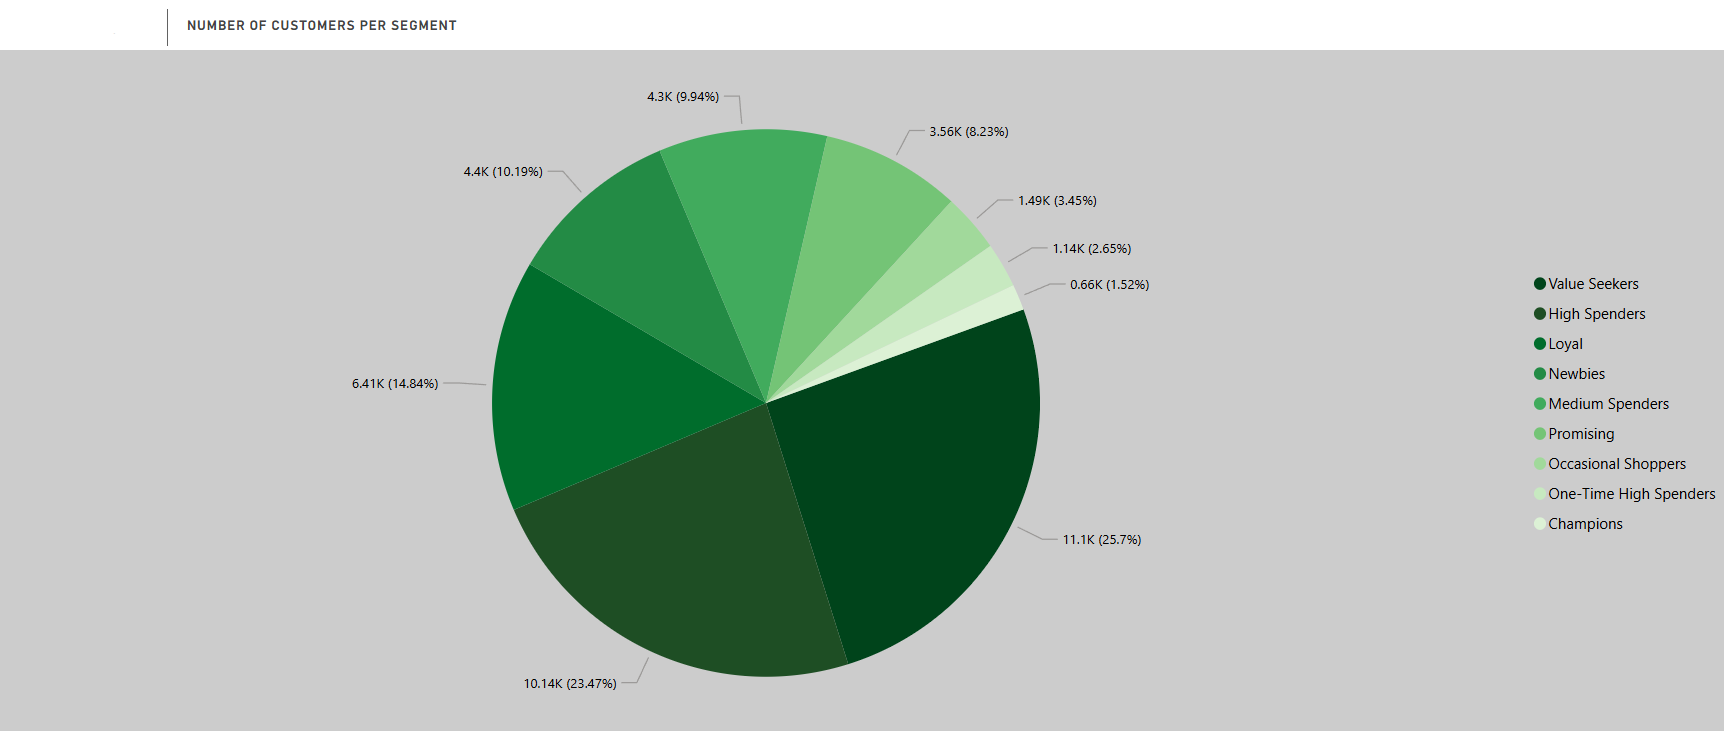 NUMBER OF CUSTOMERS PER SEGMENT
4.3K (9.94%)
3.56K (8.23%)
4.4K (10.19%)
1.49K (3.45%)
1.14K (2.65%)
0.66K (1.52%)
6.41K (14.84%)
11.1K (25.7%)
10.14K (23.47%)
Value Seekers
High Spenders
Loyal
Newbies
Medium Spenders
Promising
Occasional Shoppers
One-Time High Spenders
Champions